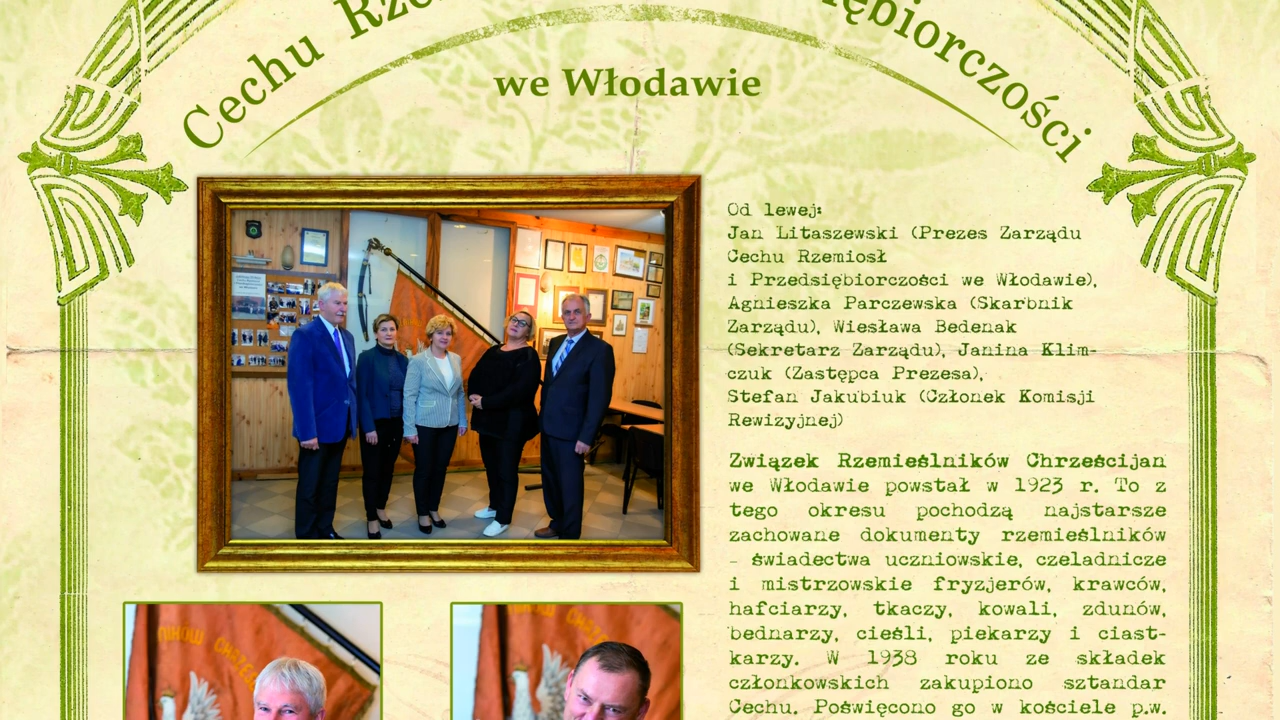 Cechu
we Włodawie
Od lewej:
Jan Litaszewski (Prezes Zarządu
Cechu Rzemiosł
i Przedsiębiorczości we Włodawie),
Agnieszka Parczewska (Skarbnik
Zarządu), Wiesława Bedenak
(Sekretarz Zarządu), Janina Klim-
czuk (Zastępca Prezesa),
Stefan Jakubiuk (Członek Komisji
Rewizyjnej)
Związek Rzemieślników Chrześcijan
we Włodawie powstał w 1923 r. To z
tego okresu pochodzą najstarsze
zachowane dokumenty rzemieślników
- świadectwa uczniowskie, czeladnicze
i mistrzowskie fryzjerów, krawców,
hafciarzy, tkaczy, kowali, zdunów,
bednarzy, cieśli, piekarzy i ciast-
karzy. W 1938 roku ze składek
członkowskich zakupiono sztandar
Cechu. Poświęcono go w kościele p.w.